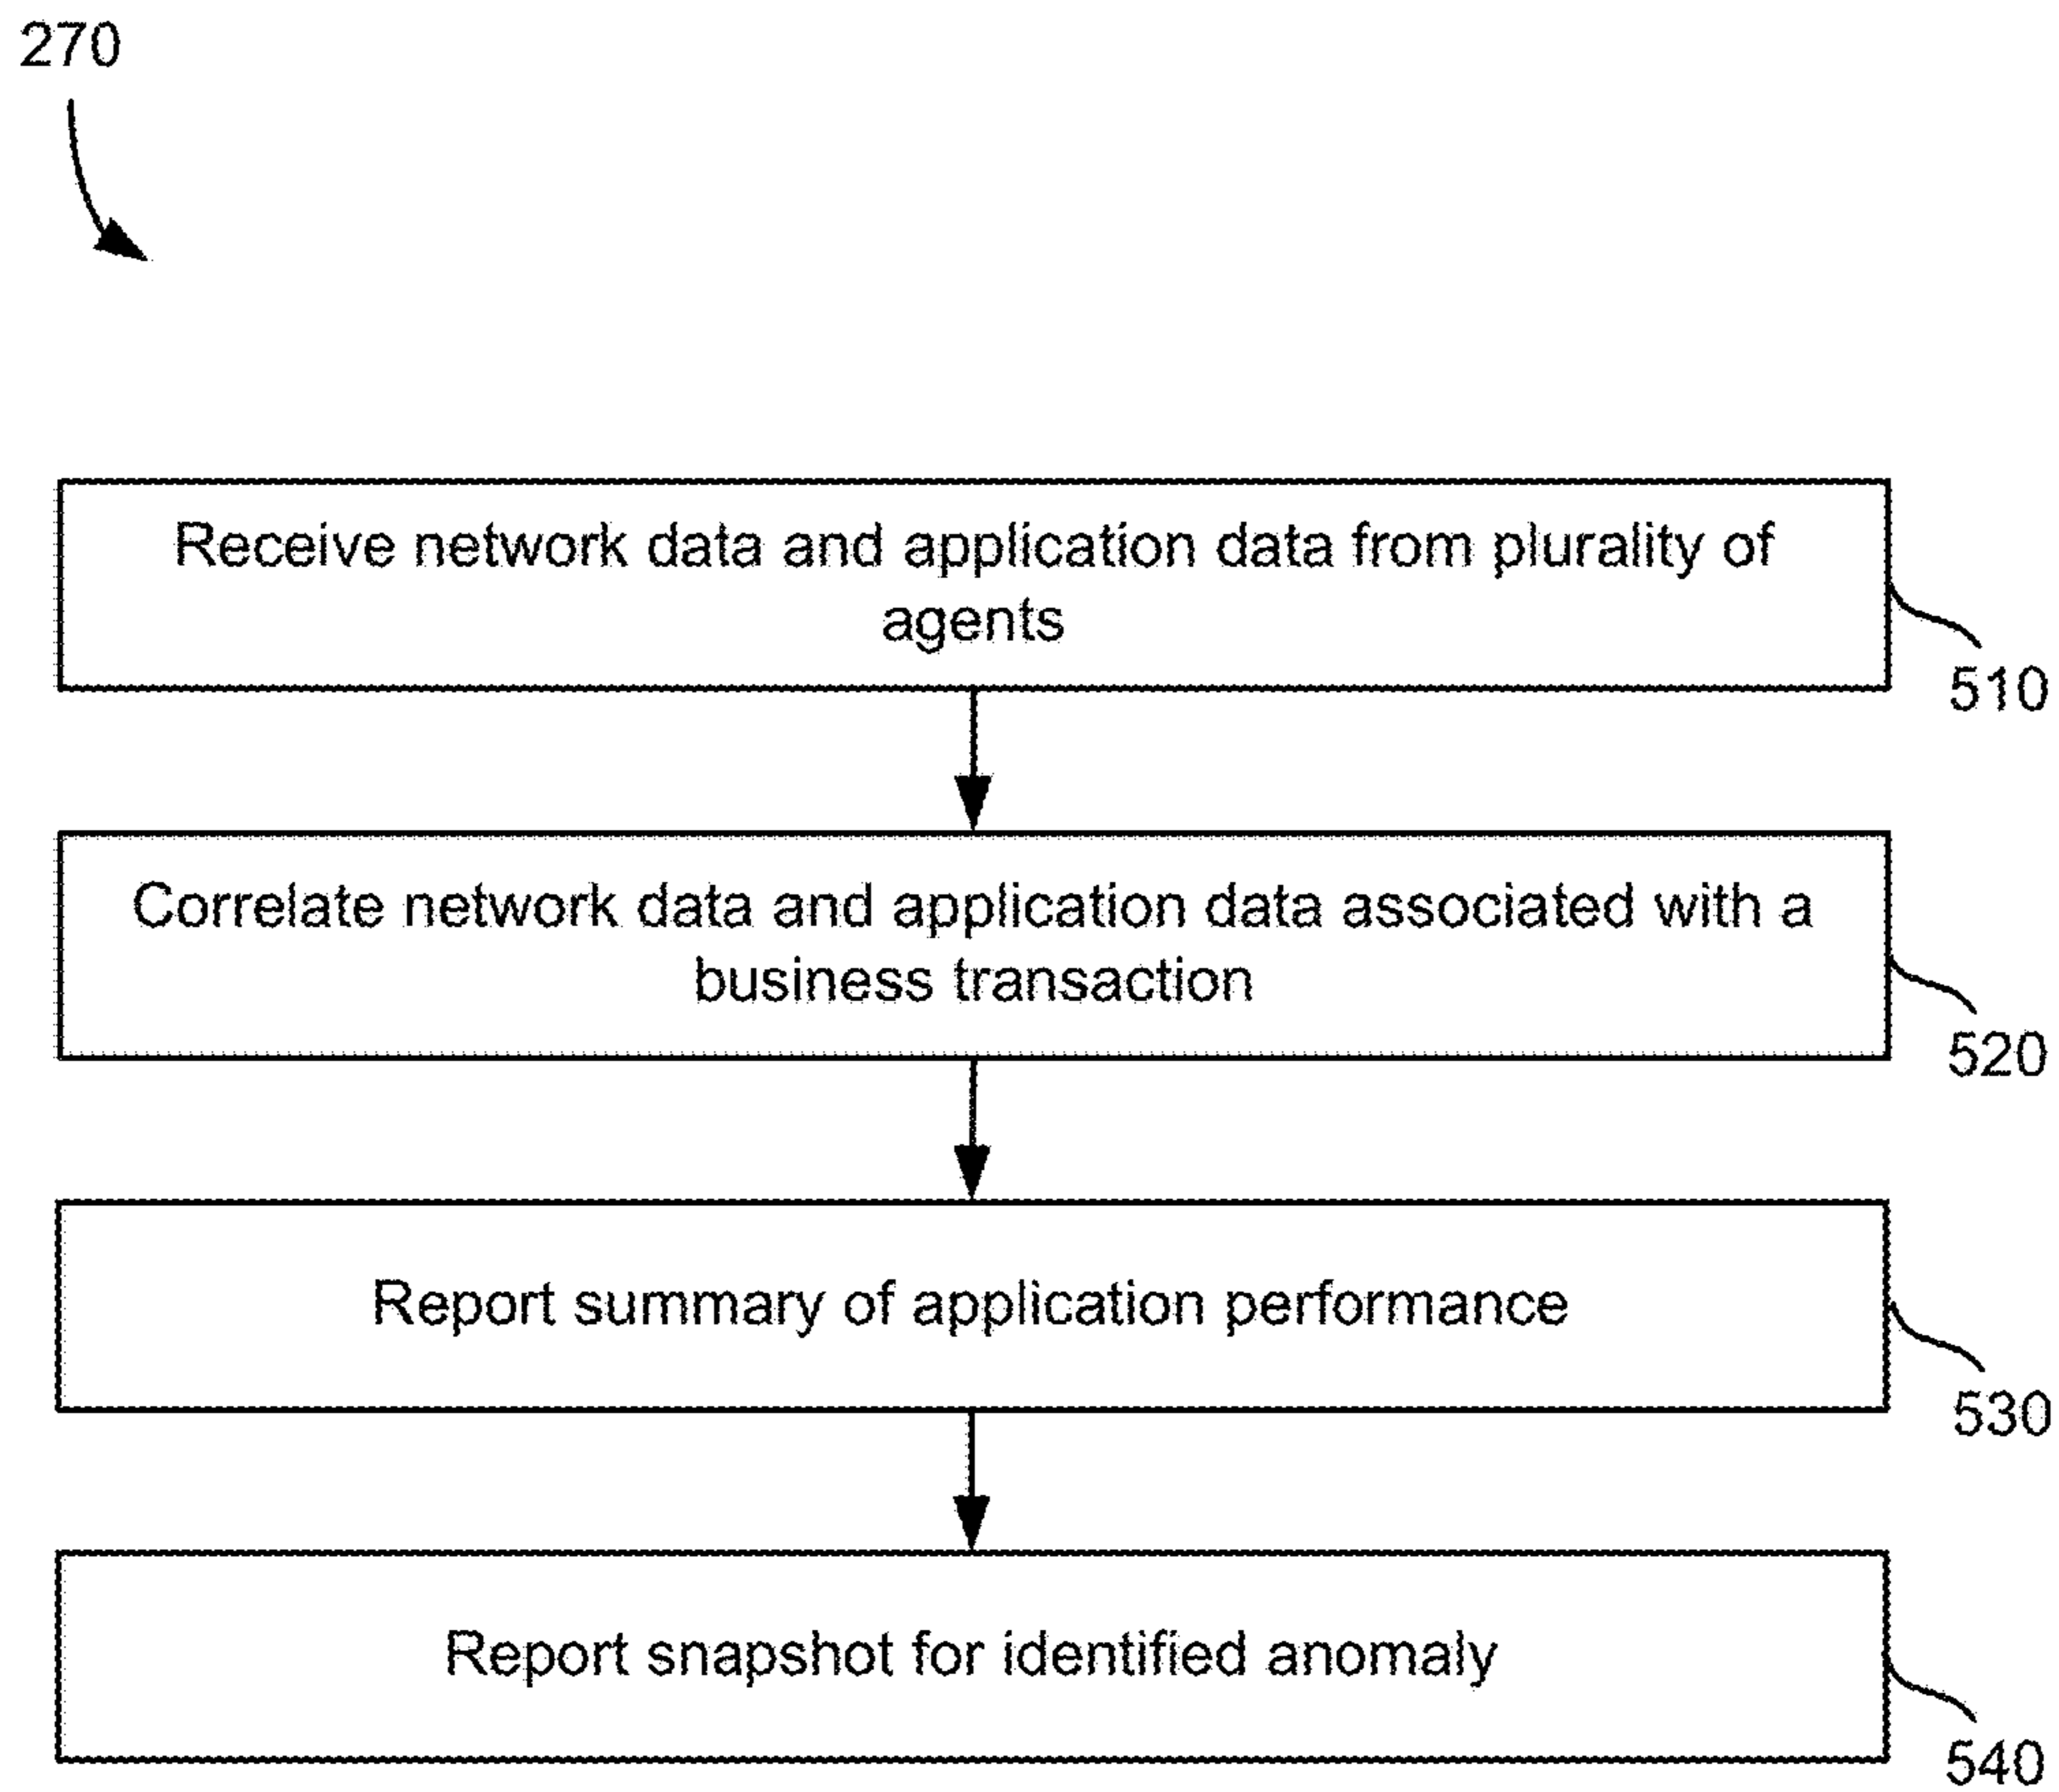 270
Receive network data and application data from plurality of
agents
510
Correlate network data and application data associated with a
business transaction
520
Report summary of application performance
530
Report snapshot for identified anomaly
540